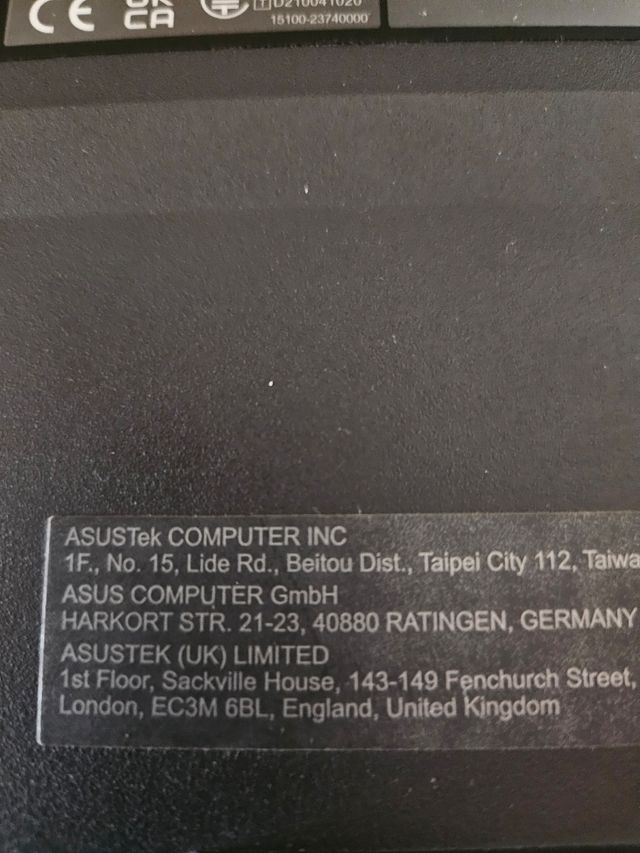 CE UK CA D210041020
15100-23740000
ASUSTek COMPUTER INC
1F., No. 15, Lide Rd., Beitou Dist., Taipei City 112, Taiwa
ASUS COMPUTER GmbH
HARKORT STR. 21-23, 40880 RATINGEN, GERMANY
ASUSTEK (UK) LIMITED
1st Floor, Sackville House, 143-149 Fenchurch Street,
London, EC3M 6BL, England, United Kingdom